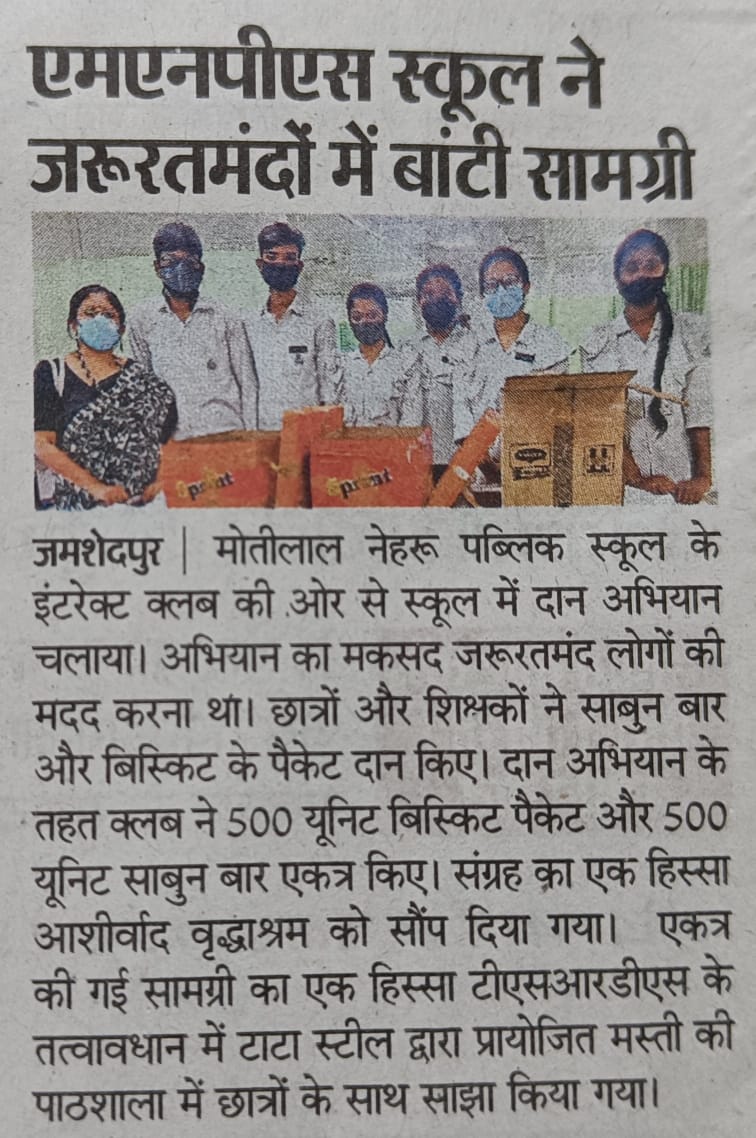 एमएनपीएस स्कूल ने
जरूरतमंदों में बांटी सामग्री
जमशेदपुर | मोतीलाल नेहरू पब्लिक स्कूल के
इंटरेक्ट क्लब की ओर से स्कूल में दान अभियान
चलाया। अभियान का मकसद जरूरतमंद लोगों की
मदद करना था। छात्रों और शिक्षकों ने साबुन बार
और बिस्किट के पैकेट दान किए। दान अभियान के
तहत क्लब ने 500 यूनिट बिस्किट पैकेट और 500
यूनिट साबुन बार एकत्र किए। संग्रह का एक हिस्सा
आशीर्वाद वृद्धाश्रम को सौंप दिया गया। एकत्र
की गई सामग्री का एक हिस्सा टीएसआरडीएस के
तत्वावधान में टाटा स्टील द्वारा प्रायोजित मस्ती की
पाठशाला में छात्रों के साथ साझा किया गया।